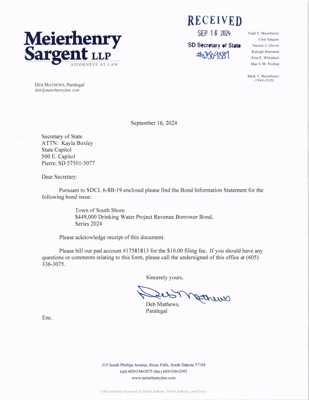 Meierhenry
Sargent LLP
ATTORNEYS AT LAW
RECEIVED
SEP 18 2024
SD Secretary of State
Todd V. Meierhenry
Clint Sargent
Patrick J. Glover
Raleigh Hansman
Erin E. Willadsen
Mark V. Meierhenry
(1944-2020)
DEB MATHEWS, Paralegal
deb@meierhenrylaw.com
September 16, 2024
Secretary of State
ATTN: Kayla Boxley
State Capitol
500 E. Capitol
Pierre, SD 57501-5077
Dear Secretary:
Pursuant to SDCL 6-8B-19 enclosed please find the Bond Information Statement for the
following bond issue:
Town of South Shore
$449,000 Drinking Water Project Revenue Borrower Bond,
Series 2024
Please acknowledge receipt of this document.
Please bill our pad account #17581813 for the $10.00 filing fee. If you should have any
questions or comments relating to this form, please call the undersigned of this office at (605)
336-3075.
Sincerely yours,
Deb Mathews
Deb Mathews,
Paralegal
Enc.
315 South Phillips Avenue, Sioux Falls, South Dakota 57104
(tel) 605-336-3075 (fax) 605-336-2593
www.meierhenrylaw.com